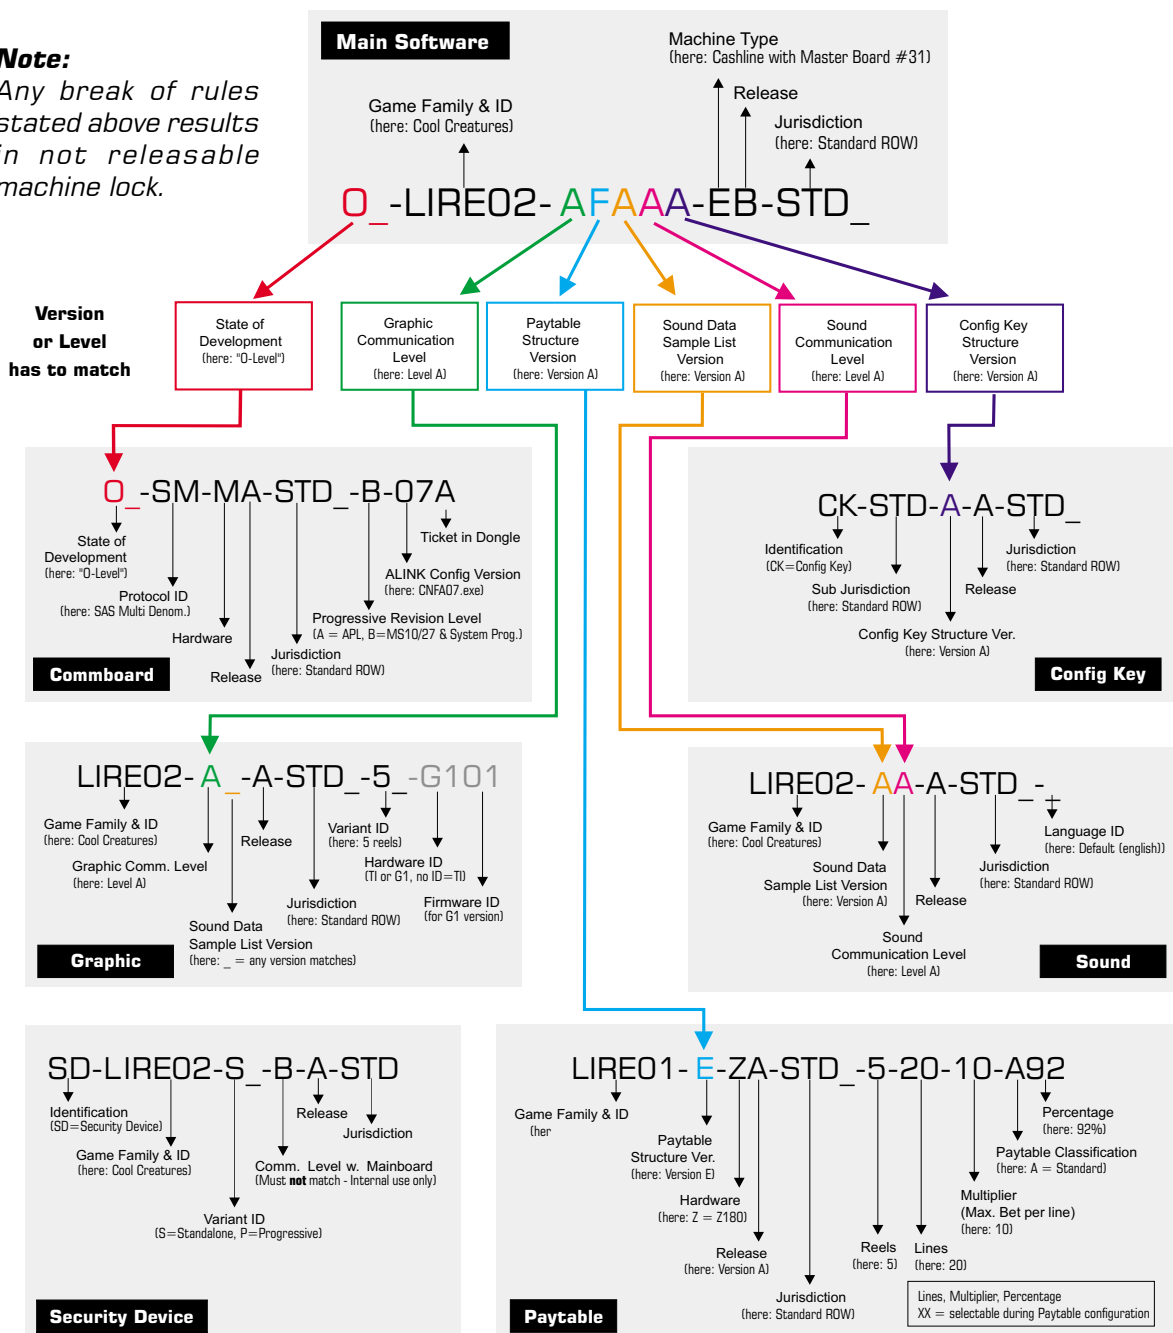 Note:
Any break of rules
stated above results
in not releasable
machine lock.
Main Software
Machine Type
(here: Cashline with Master Board #31)
Release
Game Family & ID
(here: Cool Creatures)
Jurisdiction
(here: Standard ROW)
O_-LIRE02-AFAAA-EB-STD_
Version
or Level
has to match
State of
Development
(here: "O-Level")
Graphic
Communication
Level
(here: Level A)
Paytable
Structure
Version
(here: Version A)
Sound Data
Sample List
Version
(here: Version A)
Sound
Communication
Level
(here: Level A)
Config Key
Structure
Version
(here: Version A)
O_-SM-MA-STD_-B-07A
State of
Development
(here: "O-Level")
Protocol ID
(here: SAS Multi Denom.)
Hardware
Release
Jurisdiction
(here: Standard ROW)
Progressive Revision Level
(A = APL, B=MS10/27 & System Prog.)
ALINK Config Version
(here: CNFA07.exe)
Ticket in Dongle
Commboard
CK-STD-A-A-STD_
Identification
(CK=Config Key)
Sub Jurisdiction
(here: Standard ROW)
Config Key Structure Ver.
(here: Version A)
Release
Jurisdiction
(here: Standard ROW)
Config Key
LIRE02-A_-A-STD_-5_-G101
Game Family & ID
(here: Cool Creatures)
Graphic Comm. Level
(here: Level A)
Sound Data
Sample List Version
(here: _ = any version matches)
Release
Jurisdiction
(here: Standard ROW)
Variant ID
(here: 5 reels)
Hardware ID
(TI or G1, no ID=TI)
Firmware ID
(for G1 version)
Graphic
LIRE02-AA-A-STD_-_
Game Family & ID
(here: Cool Creatures)
Sound Data
Sample List Version
(here: Version A)
Sound
Communication Level
(here: Level A)
Release
Jurisdiction
(here: Standard ROW)
Language ID
(here: Default (english))
Sound
SD-LIRE02-S_-B-A-STD
Identification
(SD=Security Device)
Game Family & ID
(here: Cool Creatures)
Variant ID
(S=Standalone, P=Progressive)
Comm. Level w. Mainboard
(Must not match - Internal use only)
Release
Jurisdiction
Security Device
LIRE01-E-ZA-STD_-5-20-10-A92
Game Family & ID
(her
Paytable
Structure Ver.
(here: Version E)
Hardware
(here: Z = Z180)
Release
(here: Version A)
Jurisdiction
(here: Standard ROW)
Reels
(here: 5)
Lines
(here: 20)
Multiplier
(Max. Bet per line)
(here: 10)
Paytable Classification
(here: A = Standard)
Percentage
(here: 92%)
Lines, Multiplier, Percentage
XX = selectable during Paytable configuration
Paytable